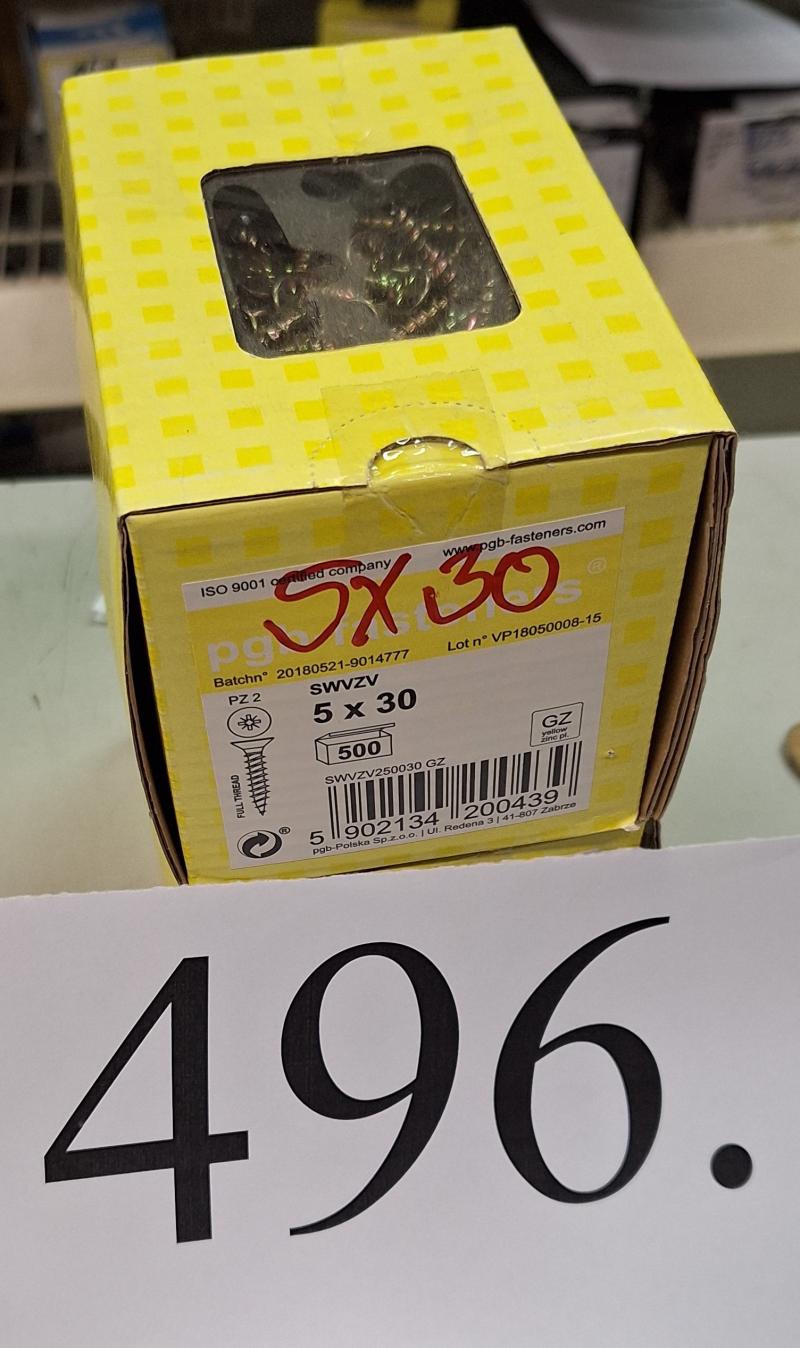 ISO 9001 certified company www.pgb-fasteners.com
5X30
pgb-fasteners®
Batchn° 20180521-9014777 Lot n° VP18050008-15
PZ 2
SWVZV
5 x 30
500
GZ
yellow
zinc pl.
FULL THREAD
SWVZV250030 GZ
5 902134 200439
pgb-Polska Sp.z.o.o. | Ul. Redena 3 | 41-807 Zabrze
®
496.